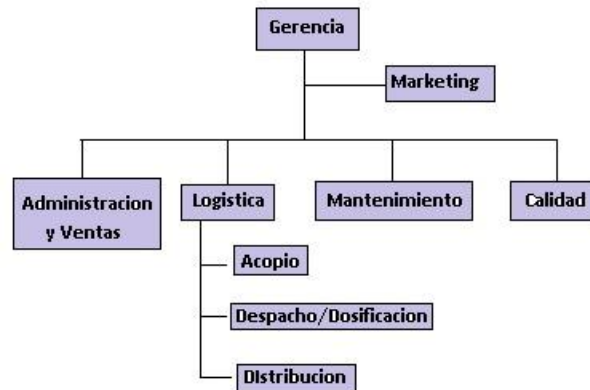 Gerencia
Marketing
Administracion
y Ventas
Logistica
Mantenimiento
Calidad
Acopio
Despacho/Dosificacion
DIstribucion